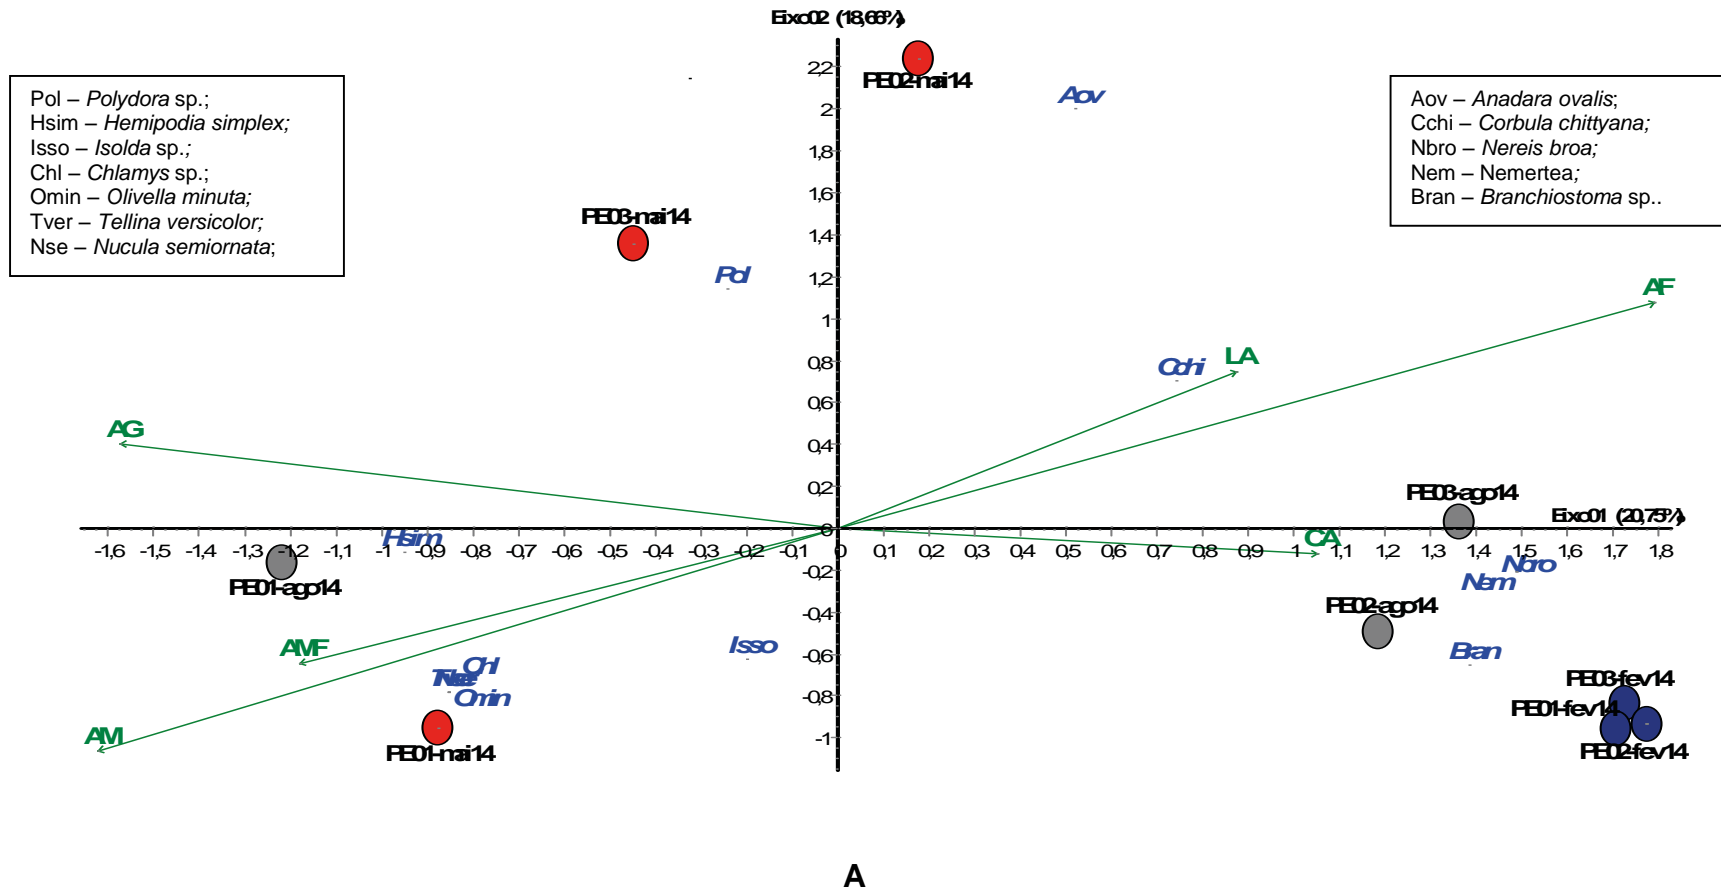 Eixo02 (18,66%)
2,2
2
1,8
1,6
1,4
1,2
1
0,8
0,6
0,4
0,2
0
-0,2
-0,4
-0,6
-0,8
-1
Pol – Polydora sp.;
Hsim – Hemipodia simplex;
Isso – Isolda sp.;
Chl – Chlamys sp.;
Omin – Olivella minuta;
Tver – Tellina versicolor;
Nse – Nucula semiornata;
Aov – Anadara ovalis;
Cchi – Corbula chittyana;
Nbro – Nereis broa;
Nem – Nemertea;
Bran – Branchiostoma sp..
PE02-mai14
Aov
PE03-mai14
Pol
AF
LA
Cchi
AG
PE03-ago14
Eixo01 (20,75%)
Hsim
CA
-1,6 -1,5 -1,4 -1,3 -1,2 -1,1 -1 -0,9 -0,8 -0,7 -0,6 -0,5 -0,4 -0,3 -0,2 -0,1 0 0,1 0,2 0,3 0,4 0,5 0,6 0,7 0,8 0,9 1 1,1 1,2 1,3 1,4 1,5 1,6 1,7 1,8
Nbro
Nem
PE01-ago14
PE02-ago14
AMF
Isso
Bran
Chl
Omin
PE03-fev14
PE01-fev14
AM
PE01-mai14
PE02-fev14
A